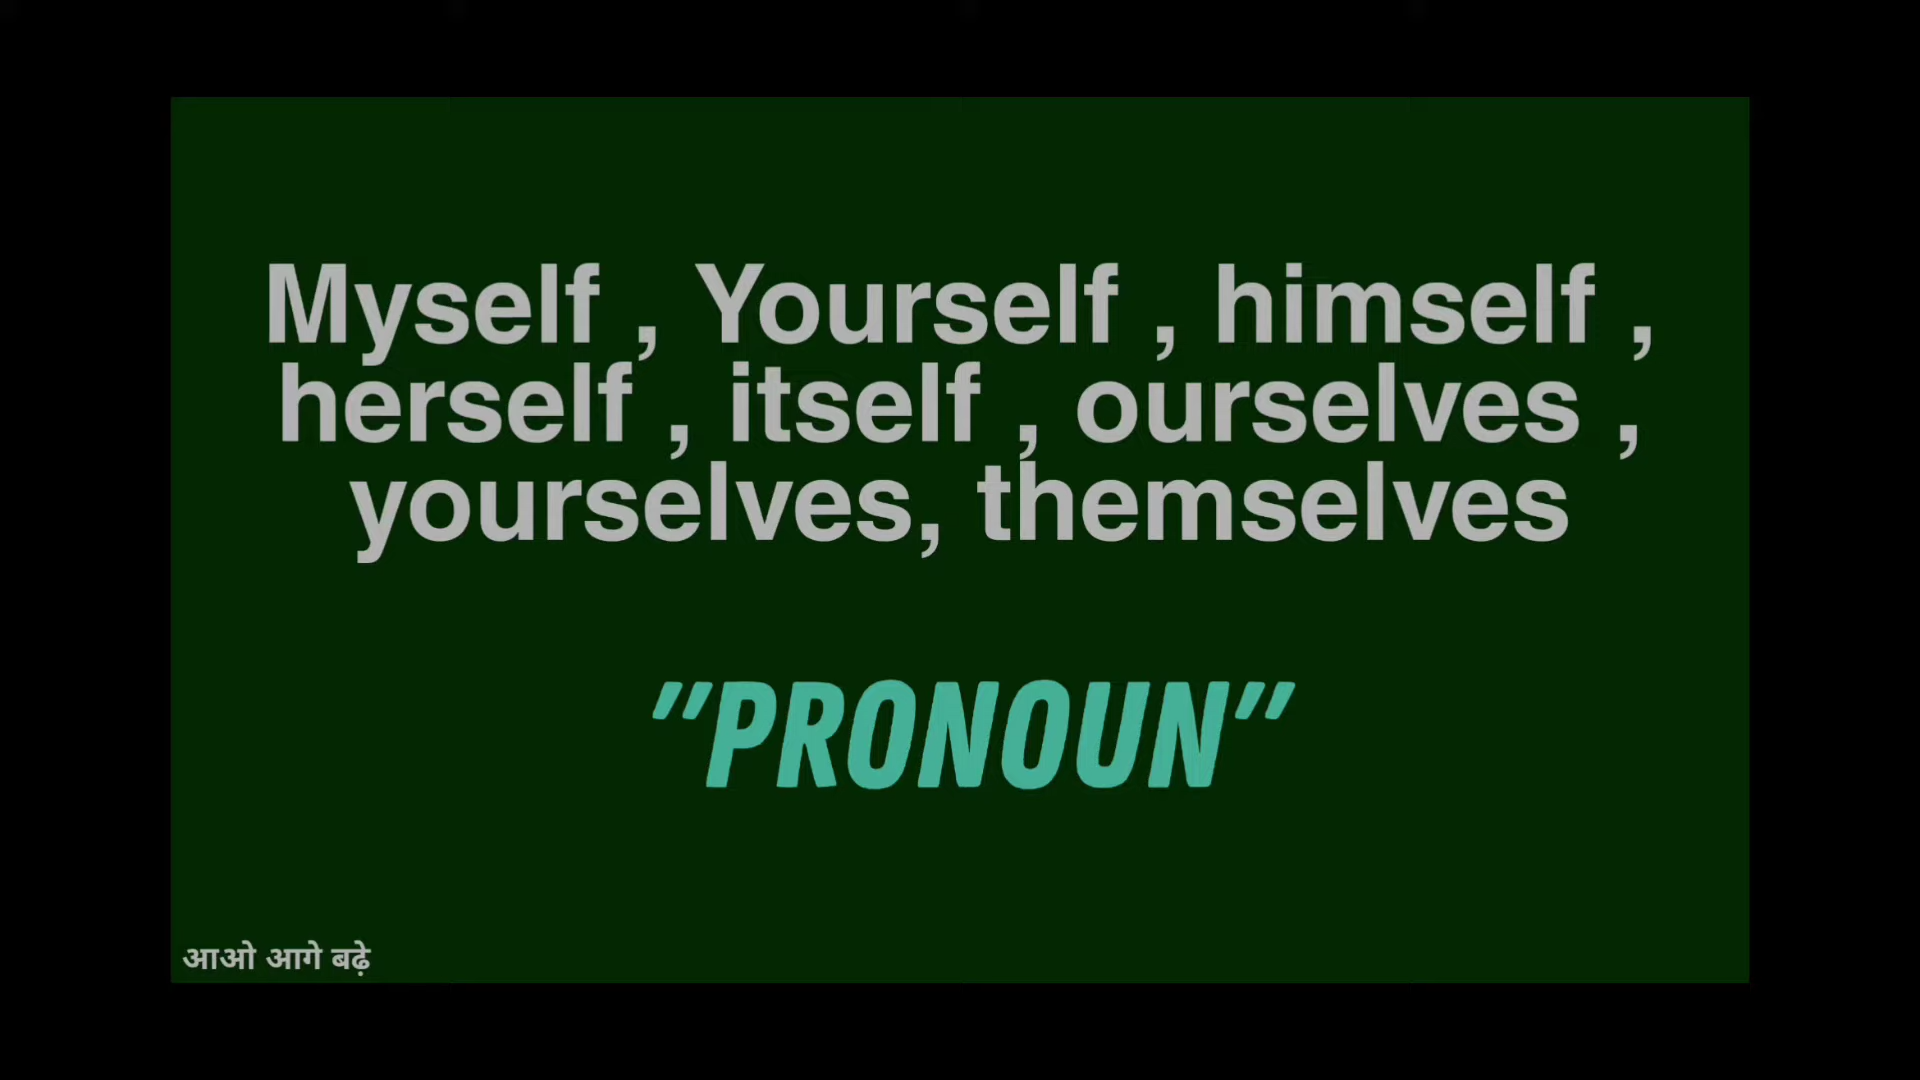 Myself , Yourself , himself ,
herself , itself , ourselves ,
yourselves, themselves
"PRONOUN"
आओ आगे बढ़े